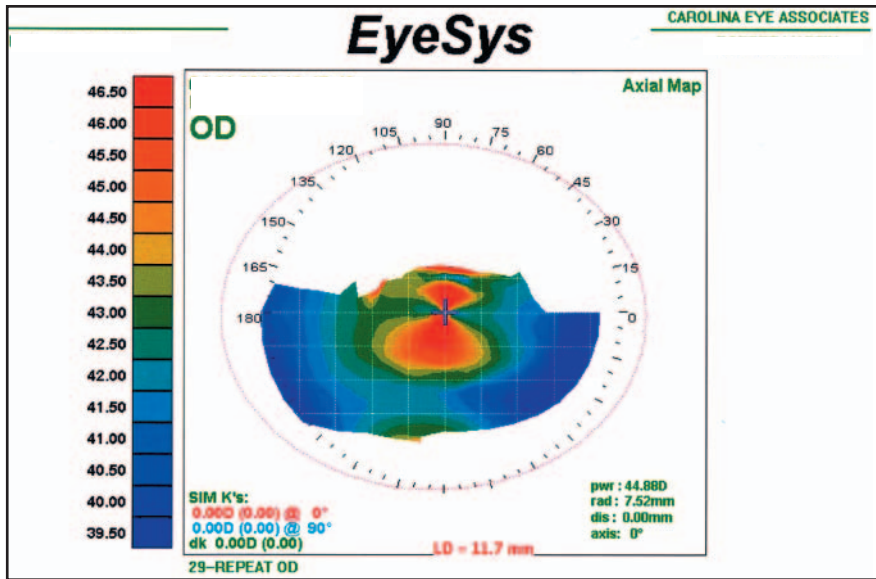 EyeSys
CAROLINA EYE ASSOCIATES
OD
Axial Map
46.50
46.00
45.50
45.00
44.50
44.00
43.50
43.00
42.50
42.00
41.50
41.00
40.50
40.00
39.50
90
105
75
120
60
135
45
150
30
165
15
180
0
SIM K's:
0.00D (0.00) @ 0°
0.00D (0.00) @ 90°
dk 0.00D (0.00)
LD = 11.7 mm
pwr : 44.88D
rad : 7.52mm
dis : 0.00mm
axis: 0°
29-REPEAT OD